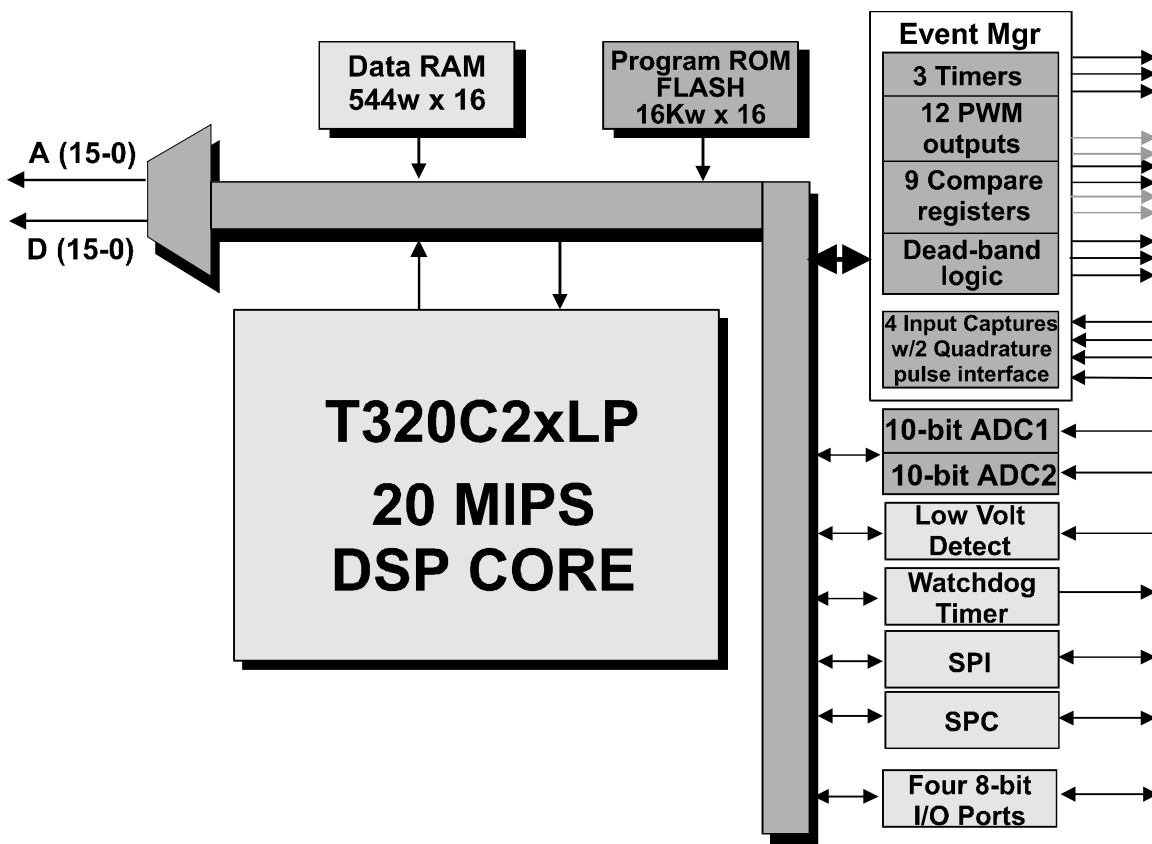 Data RAM
544w x 16
Program ROM
FLASH
16Kw x 16
A (15-0)
D (15-0)
T320C2xLP
20 MIPS
DSP CORE
Event Mgr
3 Timers
12 PWM
outputs
9 Compare
registers
Dead-band
logic
4 Input Captures
w/2 Quadrature
pulse interface
10-bit ADC1
10-bit ADC2
Low Volt
Detect
Watchdog
Timer
SPI
SPC
Four 8-bit
I/O Ports